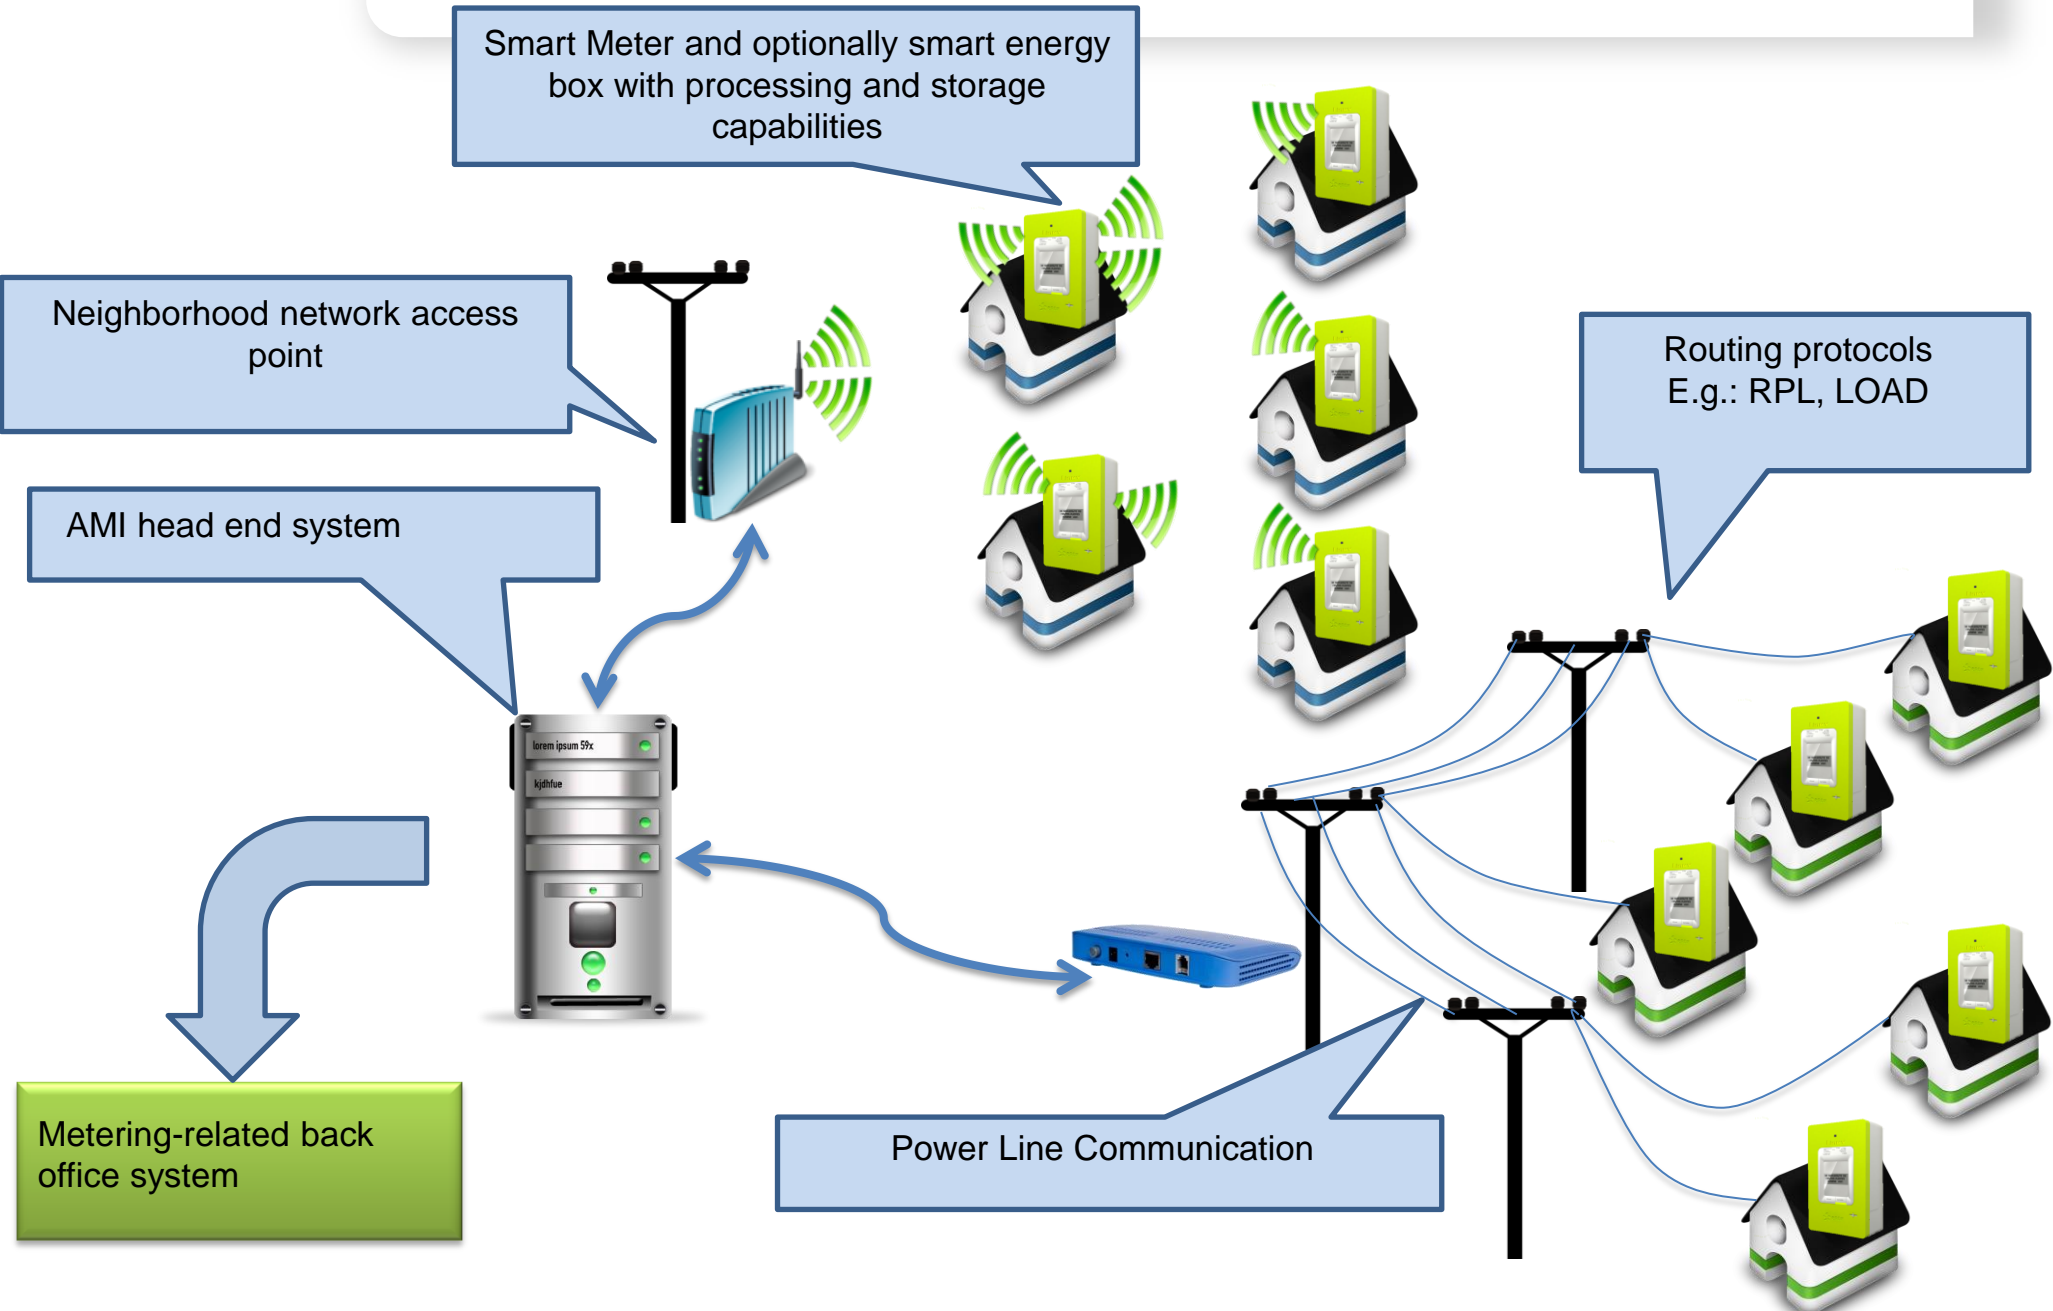 Smart Meter and optionally smart energy
box with processing and storage
capabilities
Neighborhood network access
point
Routing protocols
E.g.: RPL, LOAD
AMI head end system
lorem ipsum 59x
kjdhfue
Metering-related back
office system
Power Line Communication